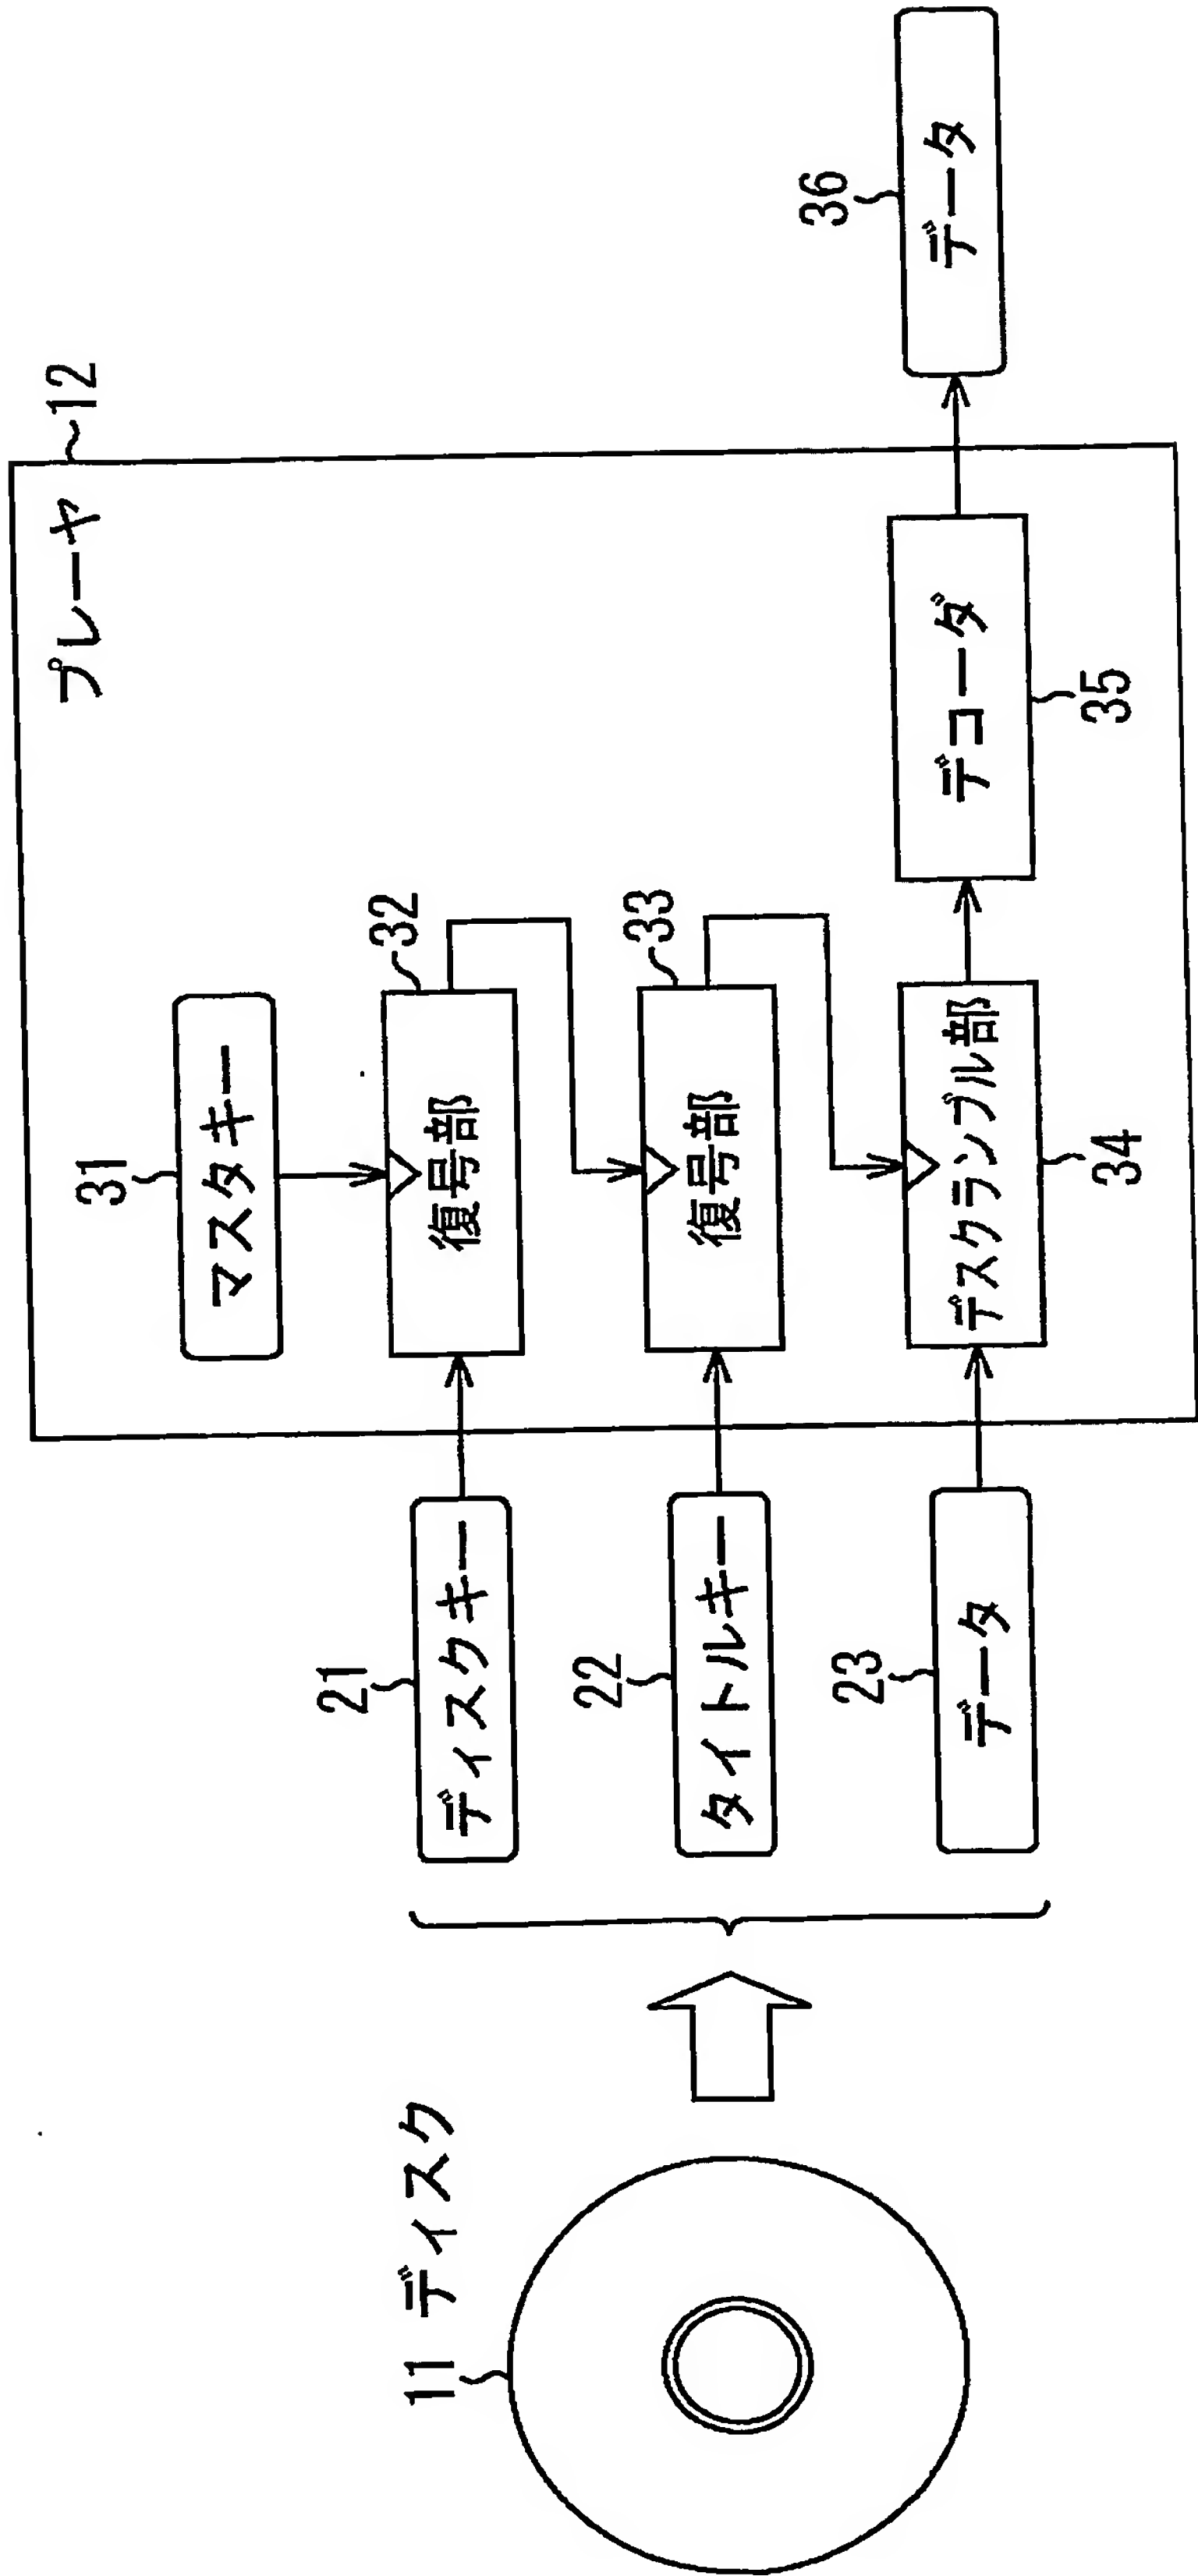 プレーヤ
12
31
マスタキー
32
復号部
33
復号部
21
ディスクキー
22
タイトルキー
23
データ
デスクランブル部
34
デコーダ
35
36
データ
11 ディスク